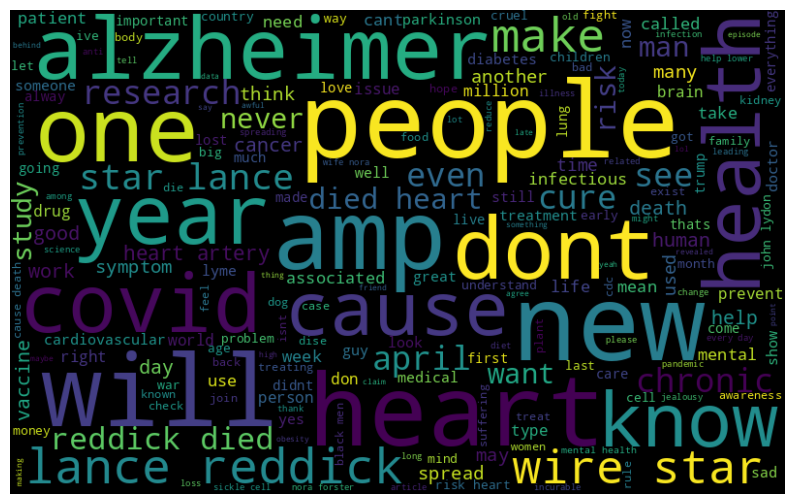 patient important country way cruel old fight
alzheimer
ive body need cant parkinson called
let tell make man now
behind anti
infection episode
help lower
everything
someone
research think another diabetes children bad many
data hope today
alway love issue million brain
one people health risk
never lung
say awful lost cancer food lot illness take kidney
prevention spreading
going big much wife nora reduce late time got family
star lance even see related lol
among die well infectious exist trump doctor
drug made still cure death leading
study year died heart
live treatment early might
good amp dont thats
science heart artery something human john lydon
work symptom lyme associated great yeah month revealed
thing understand life mean used prevent
covid cause new
cause death feel dog case friend agree cdc change point
isnt dise look plant help
cardiovascular problem please come show
world age guy april first diet every day
right week treating high last care mental
vaccine day back want chronic
maybe claim medical pandemic
war didnt don
known use join person treat cell jealousy awareness
check thank black men suffering type
money yes obesity women
will heart know
reddick died long mind may mental health rule sad
making spread
loss sickle cell nora forster article risk heart incurable
lance reddick wire star